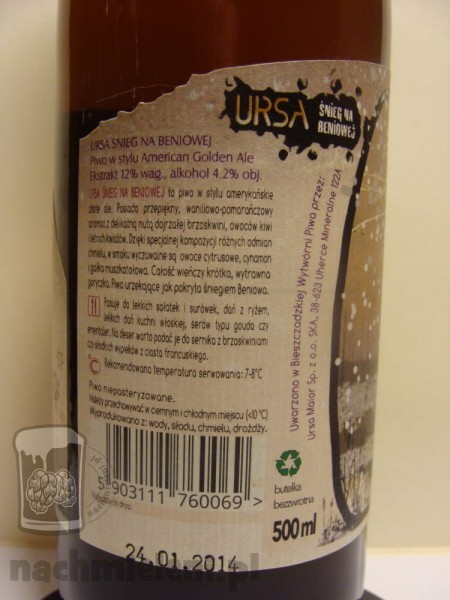 URSA
ŚNIEG NA
BENIOWEJ
URSA ŚNIEG NA BENIOWEJ
Piwo w stylu American Golden Ale
Ekstrakt 12% wag., alkohol 4.2% obj.
URSA ŚNIEG NA BENIOWEJ to piwo w stylu amerykańskie
złote ale. Posiada przepiękny, waniliowo-pomarańczowy
aromat z delikatną nutą dojrzałej brzoskwini, owoców kiwi
i letnich kwiatów. Dzięki specjalnej kompozycji różnych odmian
chmielu, w smaku wyczuwalne są owoce cytrusowe, cynamon
i gałka muszkatołowa. Całość wieńczy krótka, wytrawna
goryczka. Piwo urzekające jak pokryta śniegiem Beniowa.
Pasuje do lekkich sałatek i surówek, dań z ryżem,
lekkich dań kuchni włoskiej, serów typu gouda czy
ementaler. Na deser warto podać je do sernika z brzoskwiniami
czy słodkich wypieków z ciasta francuskiego.
°C Rekomendowana temperatura serwowania: 7-8°C
Piwo niepasteryzowane.
Należy przechowywać w ciemnym i chłodnym miejscu (<10 °C)
Wyprodukowano z: wody, słodu, chmielu, drożdży.
5 903111 760069 >
24.01.2014
Uwarzono w Bieszczadzkiej Wytwórni Piwa przez:
Ursa Maior Sp. z o.o. SKA, 38-623 Uherce Mineralne 122A
butelka
bezzwrotna
500 ml
nachmielem.pl